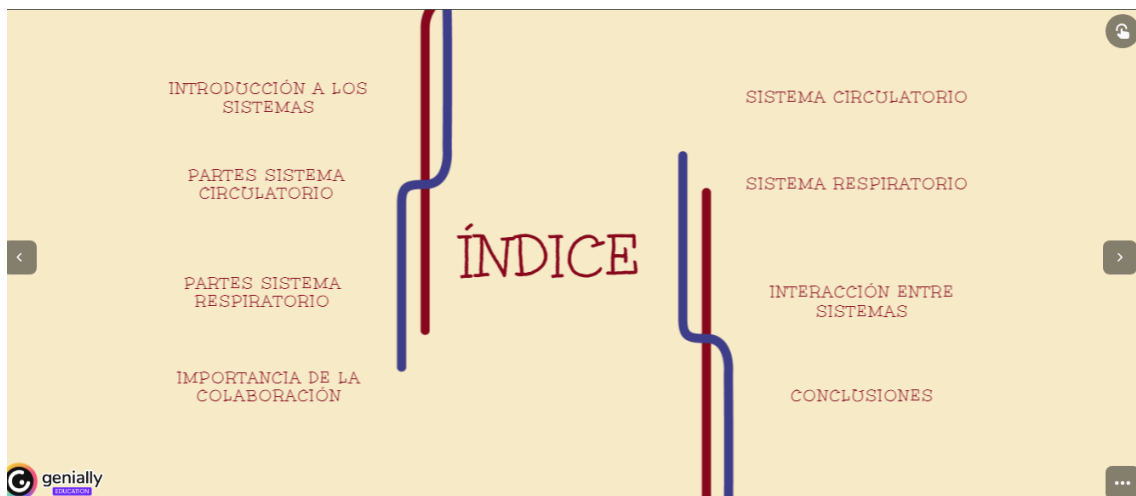 INTRODUCCIÓN A LOS
SISTEMAS
PARTES SISTEMA
CIRCULATORIO
PARTES SISTEMA
RESPIRATORIO
IMPORTANCIA DE LA
COLABORACIÓN
ÍNDICE
SISTEMA CIRCULATORIO
SISTEMA RESPIRATORIO
INTERACCIÓN ENTRE
SISTEMAS
CONCLUSIONES
genially
EDUCATION